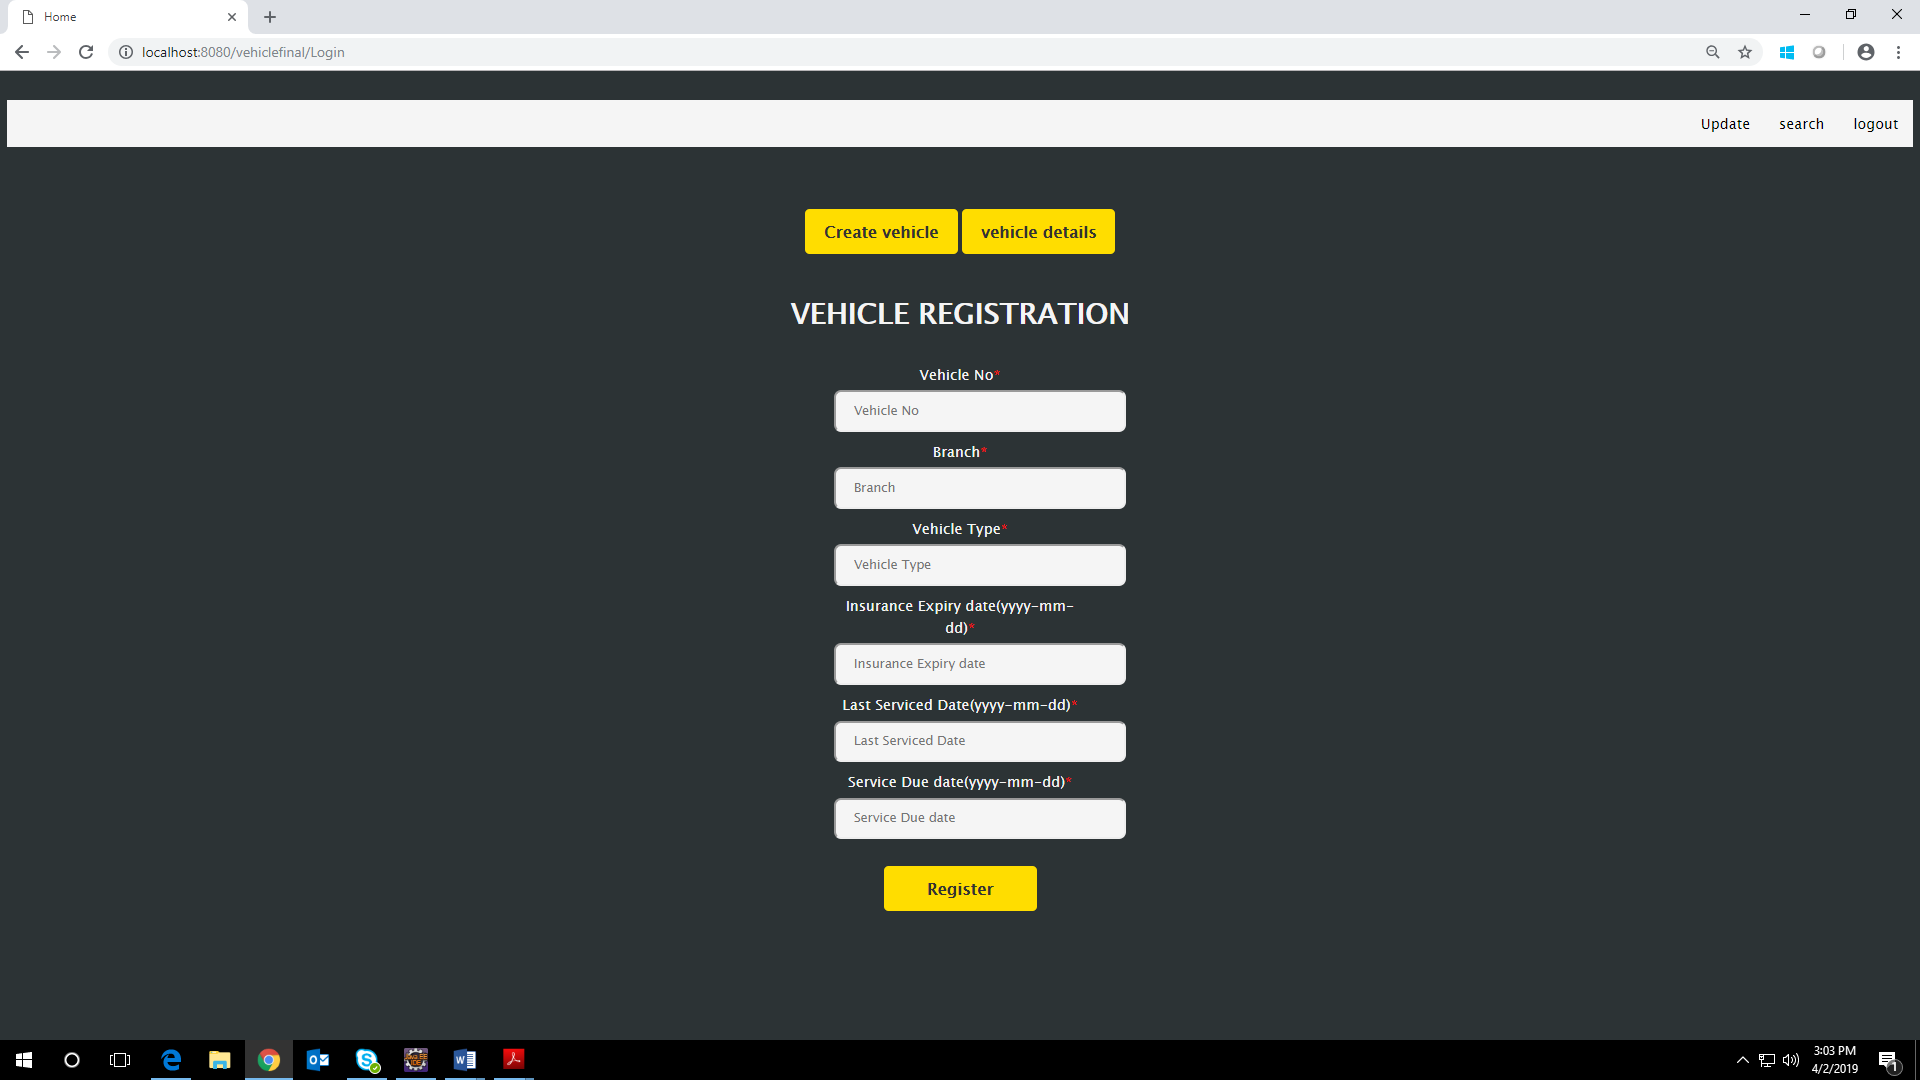 Home
localhost:8080/vehiclefinal/Login
Update search logout
Create vehicle vehicle details
VEHICLE REGISTRATION
Vehicle No*
Vehicle No
Branch*
Branch
Vehicle Type*
Vehicle Type
Insurance Expiry date(yyyy-mm-
dd)*
Insurance Expiry date
Last Serviced Date(yyyy-mm-dd)*
Last Serviced Date
Service Due date(yyyy-mm-dd)*
Service Due date
Register
3:03 PM
4/2/2019
1